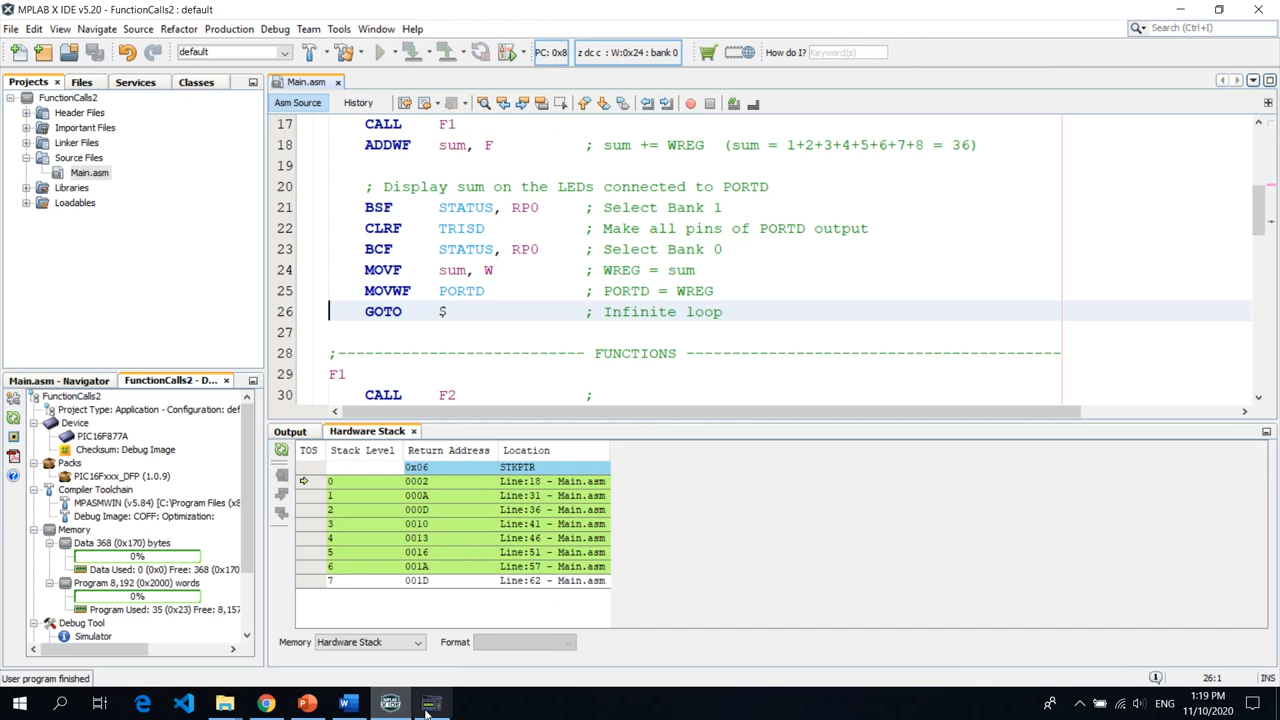 MPLAB X IDE v5.20 - FunctionCalls2 : default
File Edit View Navigate Source Refactor Production Debug Team Tools Window Help
Search (Ctrl+I)
default
PC: 0x8
z dc c : W:0x24 : bank 0
How do I? Keyword(s)
Projects Files Services Classes
FunctionCalls2
Header Files
Important Files
Linker Files
Source Files
Main.asm
Libraries
Loadables
Main.asm
Asm Source History
17 CALL F1
18 ADDWF sum, F ; sum += WREG (sum = 1+2+3+4+5+6+7+8 = 36)
19
20 ; Display sum on the LEDs connected to PORTD
21 BSF STATUS, RP0 ; Select Bank 1
22 CLRF TRISD ; Make all pins of PORTD output
23 BCF STATUS, RP0 ; Select Bank 0
24 MOVF sum, W ; WREG = sum
25 MOVWF PORTD ; PORTD = WREG
26 GOTO $ ; Infinite loop
27
28 ;--------------------------- FUNCTIONS -----------------------------------------
29 F1
30 CALL F2 ;
Main.asm - Navigator FunctionCalls2 - D...
FunctionCalls2
Project Type: Application - Configuration: def
Device
PIC16F877A
Checksum: Debug Image
Packs
PIC16Fxxx_DFP (1.0.9)
Compiler Toolchain
MPASMWIN (v5.84) [C:\Program Files (x8
Debug Image: COFF: Optimization:
Memory
Data 368 (0x170) bytes
0%
Data Used: 0 (0x0) Free: 368 (0x170
Program 8,192 (0x2000) words
0%
Program Used: 35 (0x23) Free: 8,157
Debug Tool
Simulator
Output Hardware Stack
TOS Stack Level Return Address Location
0x06 STKPTR
0 0002 Line:18 - Main.asm
1 000A Line:31 - Main.asm
2 000D Line:36 - Main.asm
3 0010 Line:41 - Main.asm
4 0013 Line:46 - Main.asm
5 0016 Line:51 - Main.asm
6 001A Line:57 - Main.asm
7 001D Line:62 - Main.asm
Memory Hardware Stack Format
User program finished
26:1 INS
ENG
1:19 PM
11/10/2020